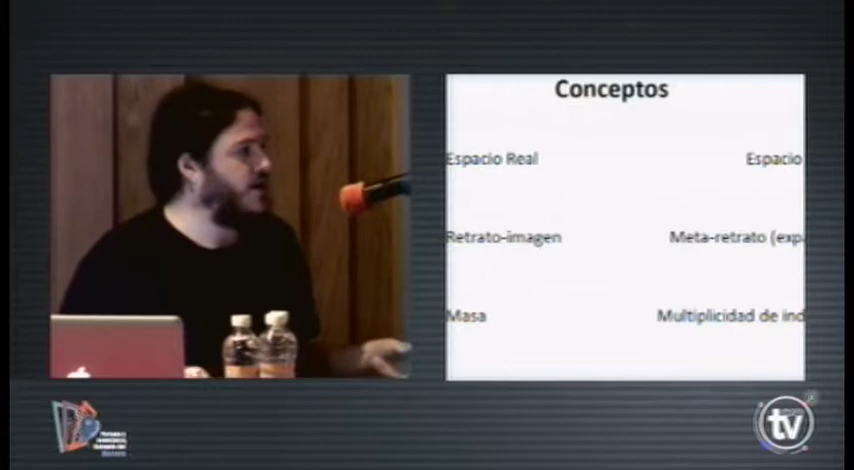 Conceptos
Espacio Real
Espacio
Retrato-imagen
Meta-retrato (exp
Masa
Multiplicidad de ind
tv